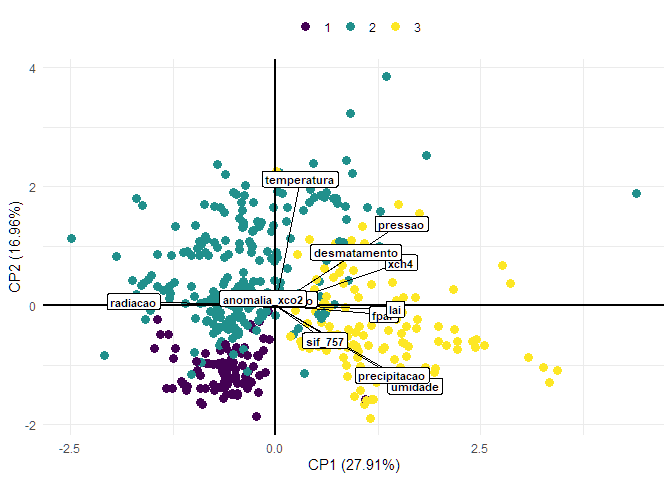 1 2 3
4
temperatura
2
pressao
desmatamento
xch4
CP2 (16.96%)
radiacao
anomalia_xco2
0
lai
sif_757
precipitacao
umidade
-2
-2.5 0.0 2.5
CP1 (27.91%)